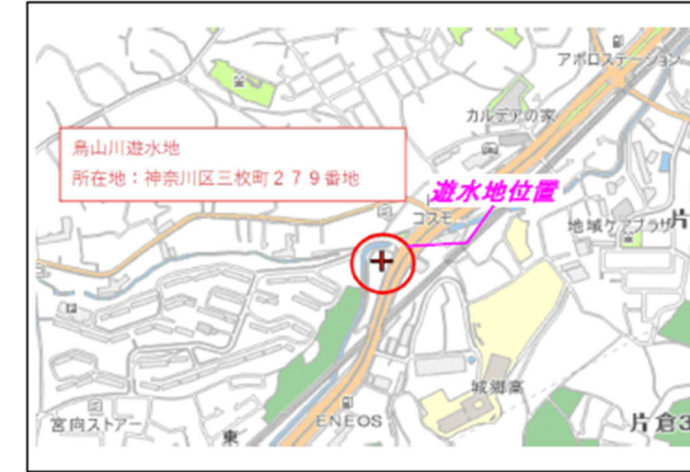 アポロステーション
カルデアの家
鳥山川遊水地
所在地:神奈川区三枚町279番地
遊水地位置
コスモ
地域ケアプラザ
片
城郷高
宮向ストアー
ENEOS
東
片倉3